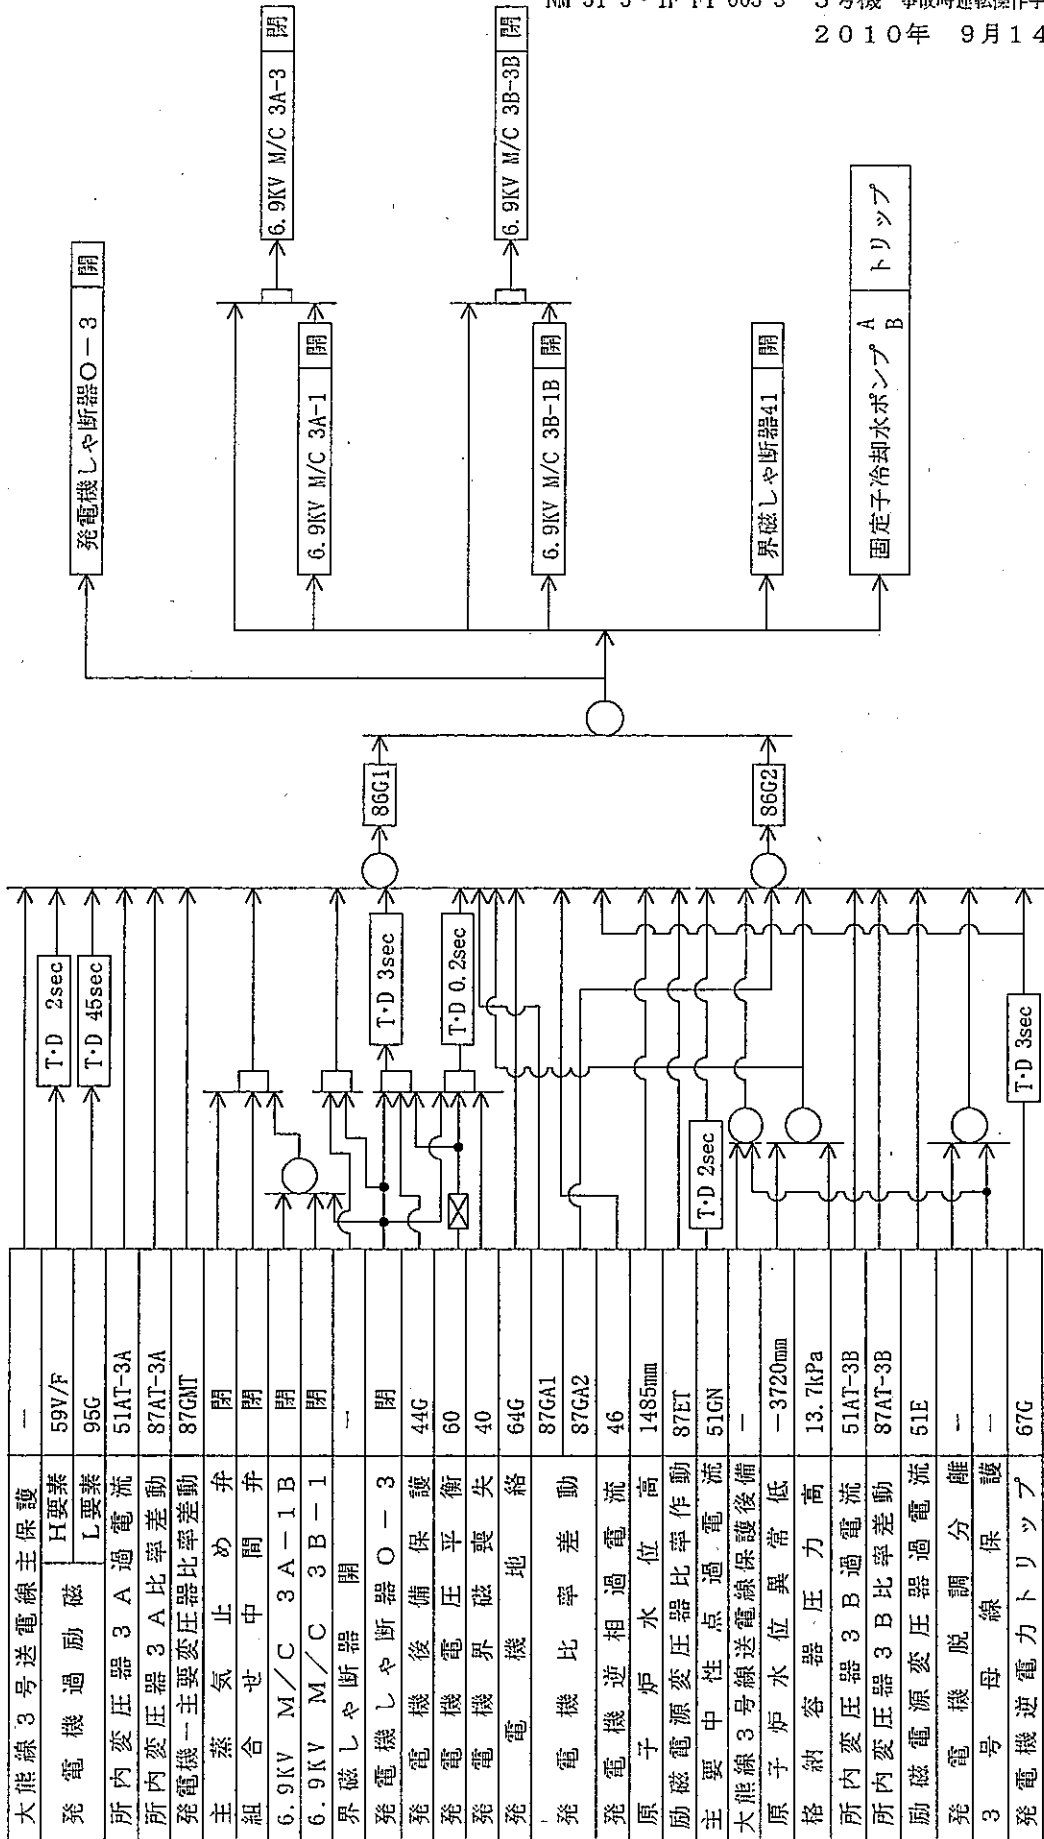 3号機 事故時運転操作手
2010年 9月14
大熊線3号送電線主保護 —
発電機過励磁 H要素 59V/F
L要素 95G
所内変圧器3A過電流 51AT-3A
所内変圧器3A比率差動 87AT-3A
発電機-主要変圧器比率差動 87GMT
主蒸気止め弁 閉
組合せ中間弁 閉
6.9KV M/C 3A-1B 閉
6.9KV M/C 3B-1 閉
界磁しゃ断器開 —
発電機しゃ断器O-3 閉
発電機後備保護 44G
発電機電圧平衡 60
発電機界磁喪失 40
発電機地絡 64G
発電機比率差動 87GA1
87GA2
発電機逆相過電流 46
原子炉水位高 1485mm
励磁電源変圧器比率作動 87ET
主要中性点過電流 51GN
大熊線3号線送電線保護後備 —
原子炉水位異常低 -3720mm
格納容器圧力高 13.7kPa
所内変圧器3B過電流 51AT-3B
所内変圧器3B比率差動 87AT-3B
励磁電源変圧器過電流 51E
発電機脱調分離 —
3号母線保護 —
発電機逆電力トリップ 67G
T·D 2sec
T·D 45sec
T·D 3sec
T·D 0.2sec
T·D 2sec
T·D 3sec
86G1
86G2
発電機しゃ断器O-3 開
6.9KV M/C 3A-1 開
6.9KV M/C 3A-3 閉
6.9KV M/C 3B-1B 開
6.9KV M/C 3B-3B 閉
界磁しゃ断器41 開
固定子冷却水ポンプ A B トリップ